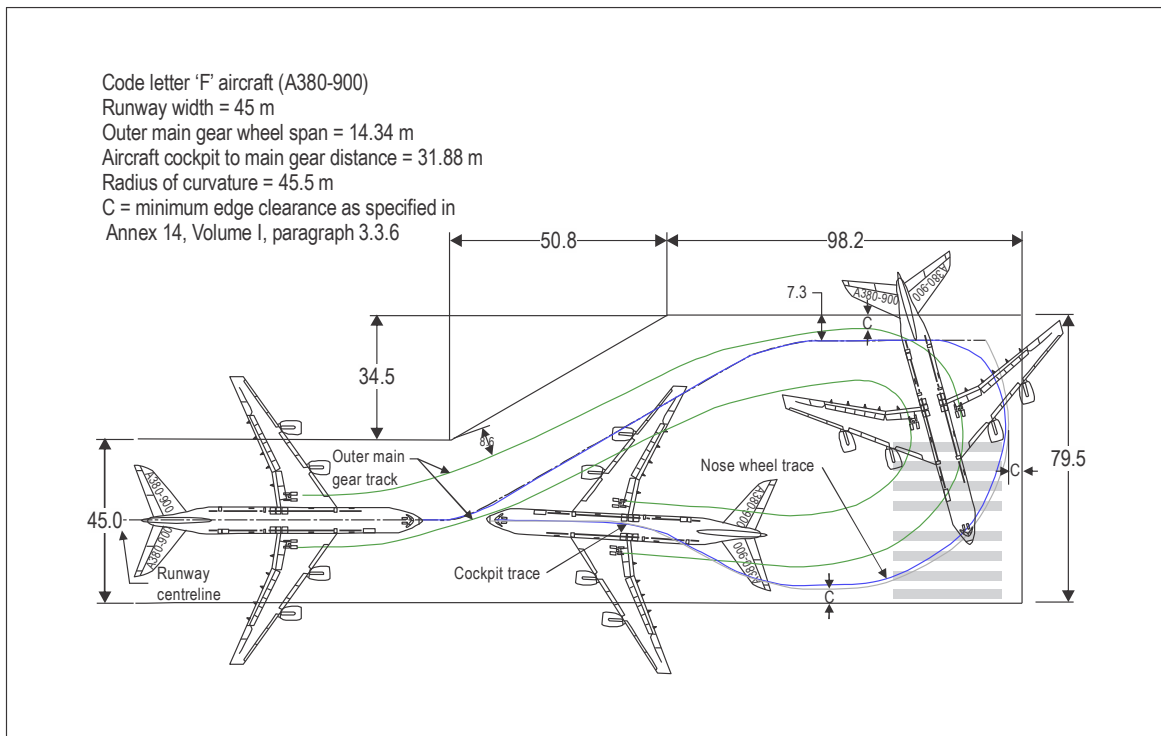 Code letter ‘F’ aircraft (A380-900)
Runway width = 45 m
Outer main gear wheel span = 14.34 m
Aircraft cockpit to main gear distance = 31.88 m
Radius of curvature = 45.5 m
C = minimum edge clearance as specified in
Annex 14, Volume I, paragraph 3.3.6
50.8
98.2
7.3
C
A380-900
A380-900
34.5
8.6
Outer main
gear track
Nose wheel trace
C
79.5
A380-900
A380-900
45.0
A380-900
A380-900
Runway
centreline
Cockpit trace
C